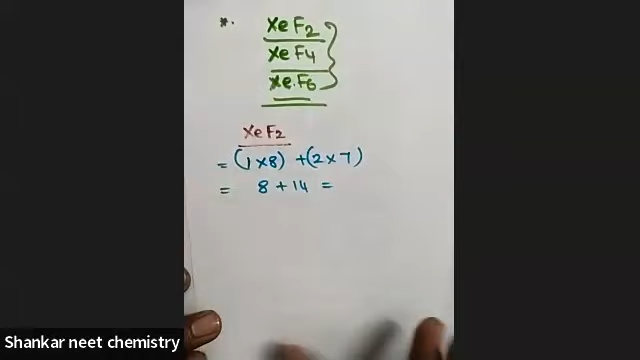 *.
XeF2
XeF4
XeF6
XeF2
= (1×8) + (2×7)
= 8 + 14 =
Shankar neet chemistry